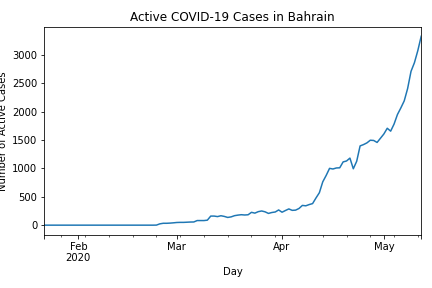 Active COVID-19 Cases in Bahrain
Number of Active Cases
3000
2500
2000
1500
1000
500
0
Feb
2020
Mar
Apr
May
Day